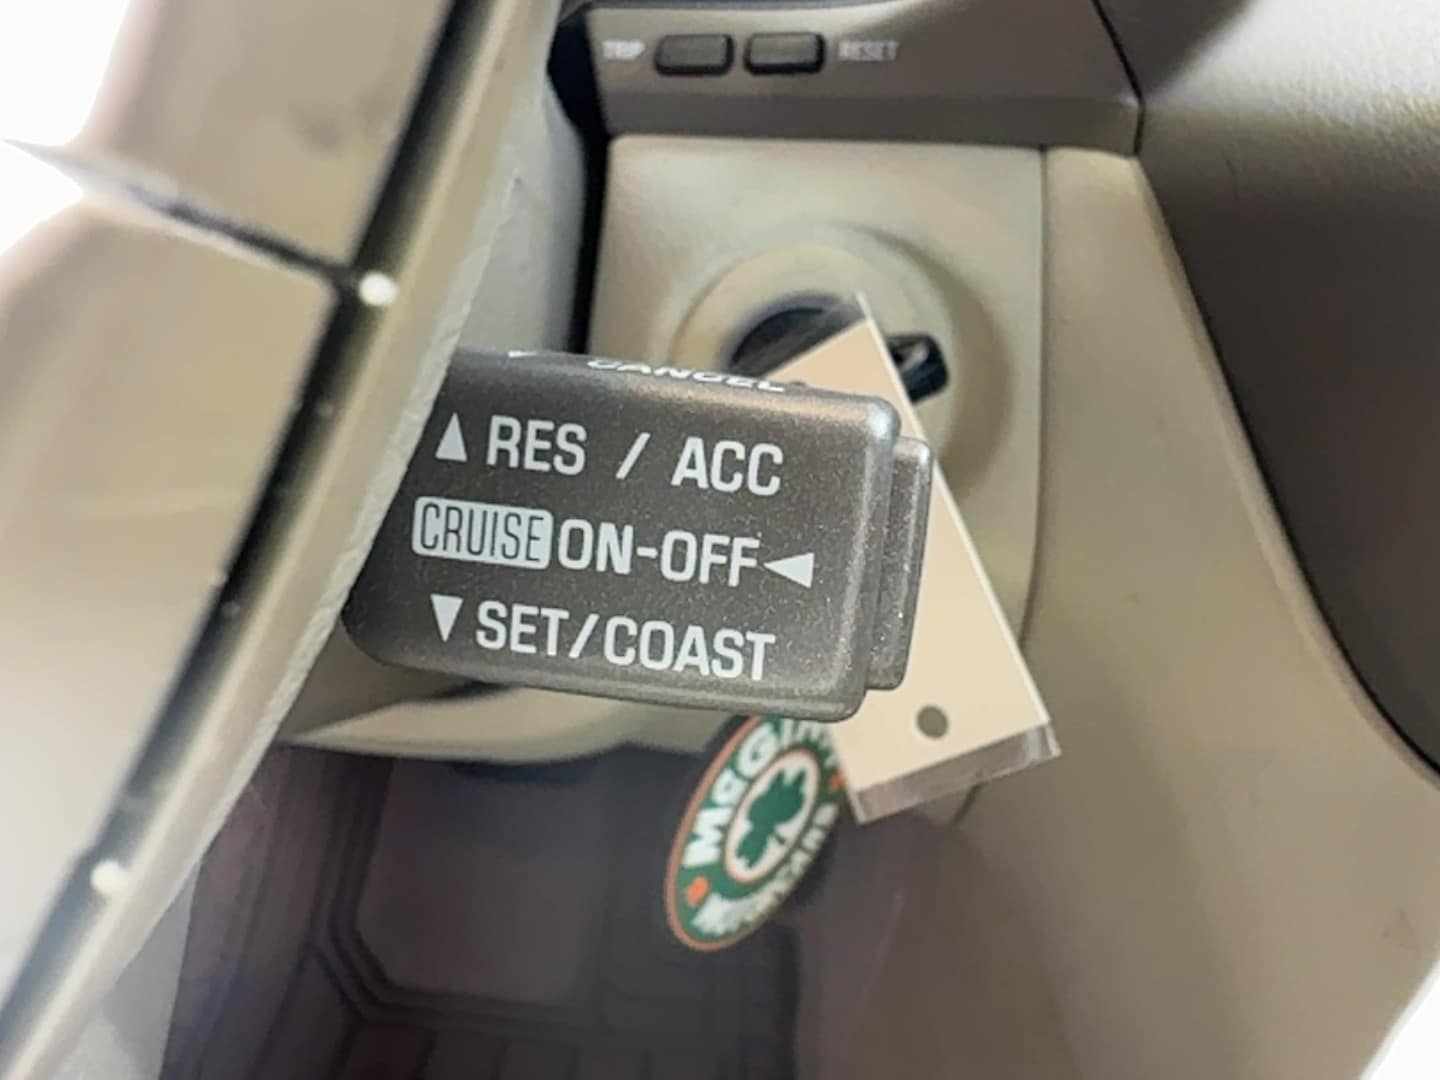 TRIP RESET
CANCEL
▲ RES / ACC
CRUISE ON-OFF ◀
▼ SET/COAST